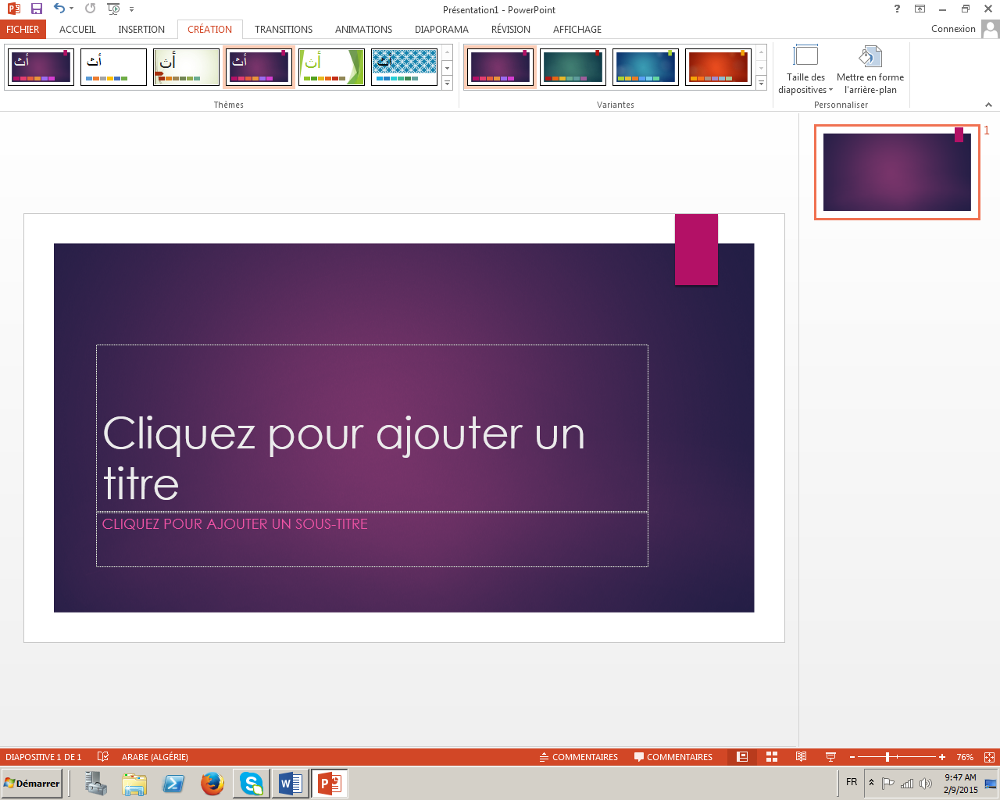 Présentation1 - PowerPoint
?
FICHIER ACCUEIL INSERTION CRÉATION TRANSITIONS ANIMATIONS DIAPORAMA RÉVISION AFFICHAGE Connexion
أث أث أث أث أث أث
Taille des diapositives
Mettre en forme l'arrière-plan
Thèmes Variantes Personnaliser
1
Cliquez pour ajouter un
titre
CLIQUEZ POUR AJOUTER UN SOUS-TITRE
DIAPOSITIVE 1 DE 1 ARABE (ALGÉRIE) COMMENTAIRES COMMENTAIRES 76%
Démarrer FR 9:47 AM
2/9/2015